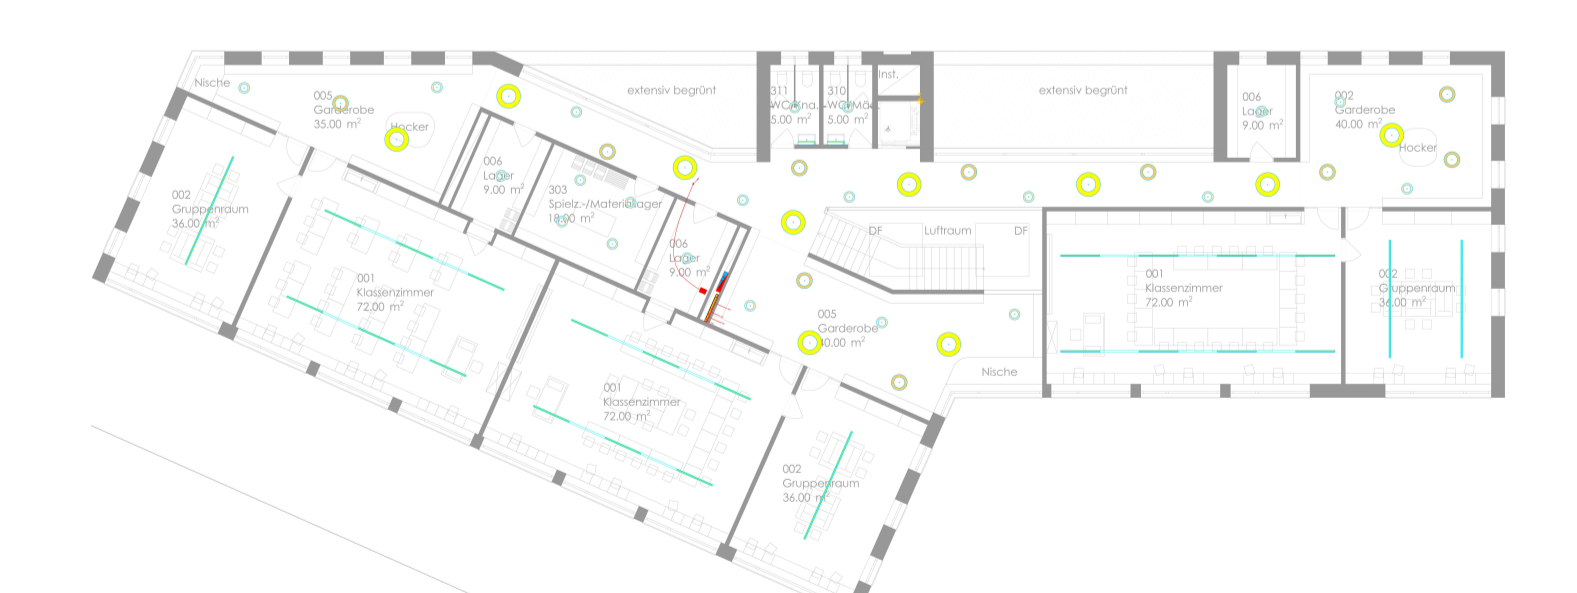 Nische
005
Garderobe
35.00 m²
Hocker
extensiv begrünt
311
WC Kna.
5.00 m²
310
WC Mäd.
5.00 m²
Inst.
extensiv begrünt
006
Lager
9.00 m²
002
Garderobe
40.00 m²
Hocker
006
Lager
9.00 m²
303
Spielz.-/Materiallager
18.00 m²
002
Gruppenraum
36.00 m²
006
Lager
9.00 m²
DF
Luftraum
DF
001
Klassenzimmer
72.00 m²
001
Klassenzimmer
72.00 m²
002
Gruppenraum
36.00 m²
005
Garderobe
40.00 m²
Nische
001
Klassenzimmer
72.00 m²
002
Gruppenraum
36.00 m²